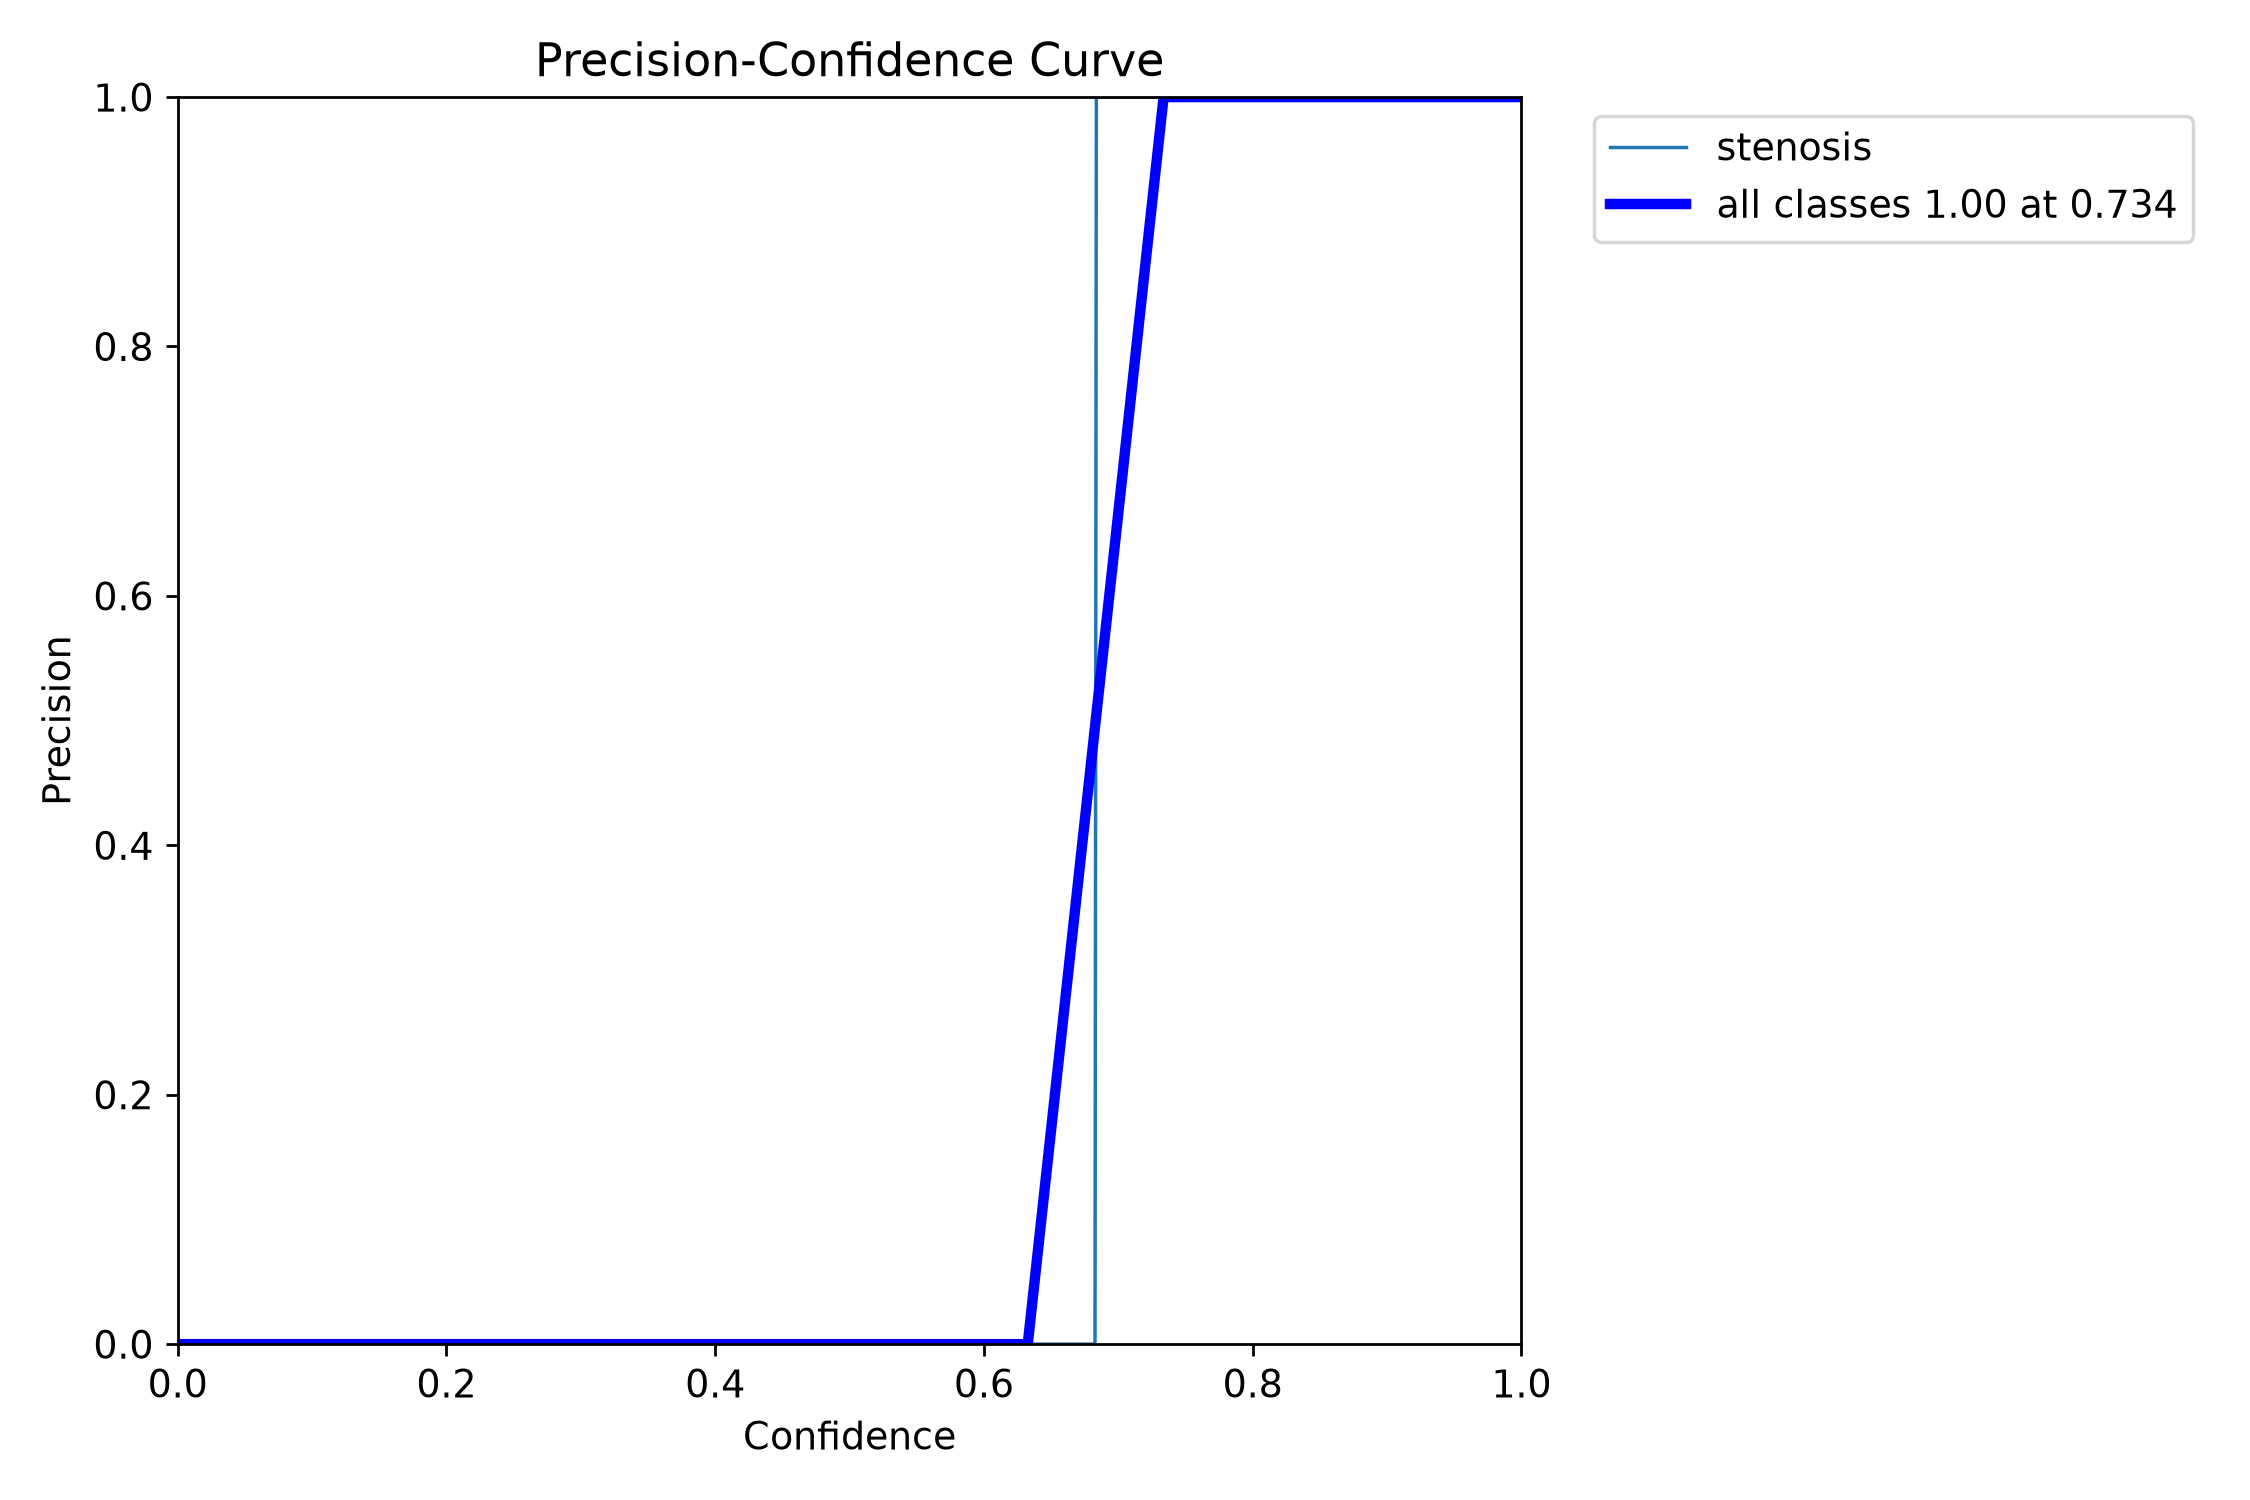 Precision-Confidence Curve
1.0
0.8
0.6
0.4
0.2
0.0
Precision
0.0 0.2 0.4 0.6 0.8 1.0
Confidence
stenosis
all classes 1.00 at 0.734